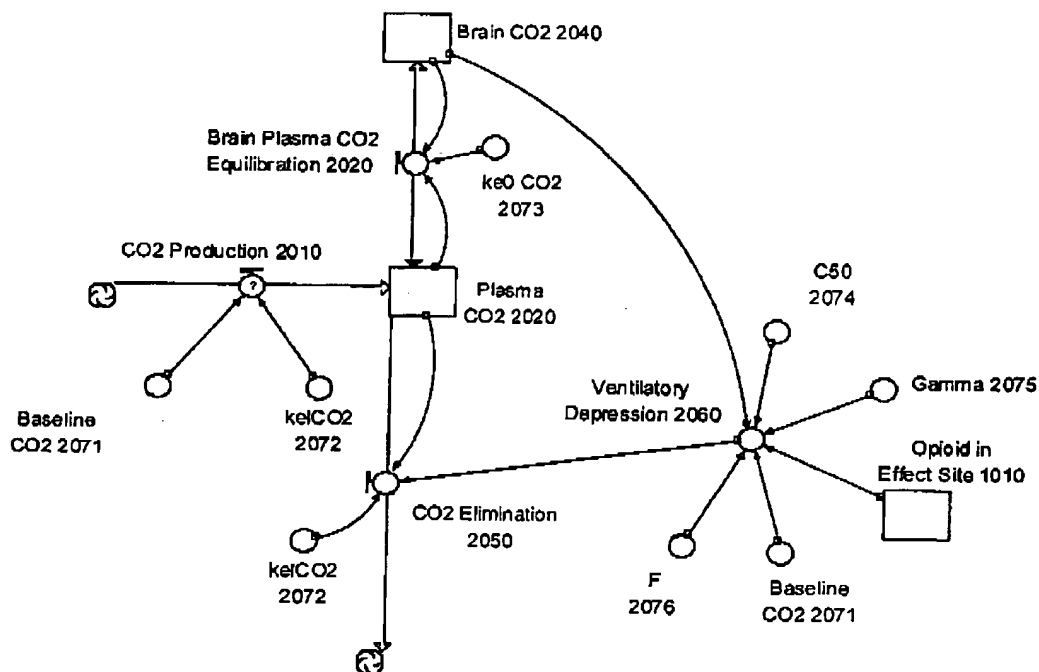 Brain CO2 2040
Brain Plasma CO2
Equilibration 2020
ke0 CO2
2073
CO2 Production 2010
?
Plasma
CO2 2020
C50
2074
Ventilatory
Depression 2060
Gamma 2075
Baseline
CO2 2071
kelCO2
2072
Opioid in
Effect Site 1010
CO2 Elimination
2050
kelCO2
2072
F
2076
Baseline
CO2 2071